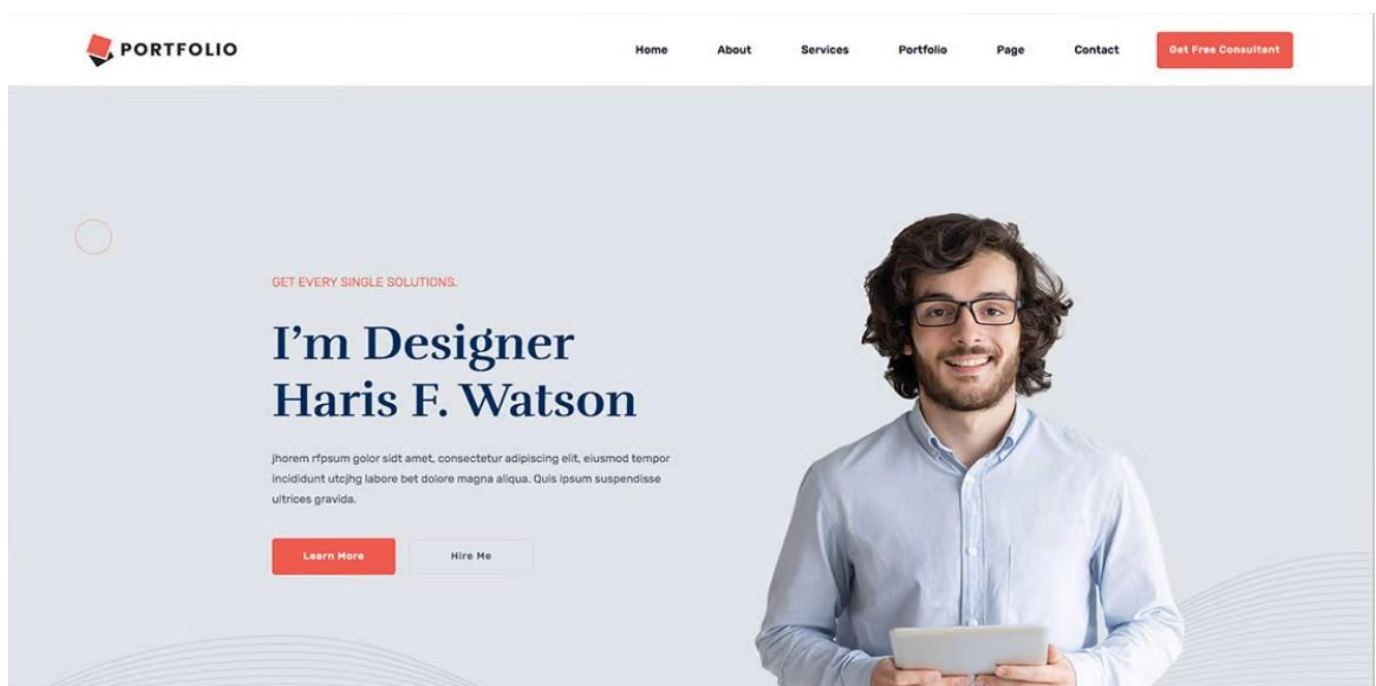 PORTFOLIO
Home About Services Portfolio Page Contact Get Free Consultent
GET EVERY SINGLE SOLUTIONS.
I'm Designer
Haris F. Watson
jhorem rfpsum golor sidt amet, consectetur adipiscing elit, eiusmod tempor
incididunt utcjhg labore bet dolore magna aliqua. Quis ipsum suspendisse
ultrices gravida.
Learn More Hire Me